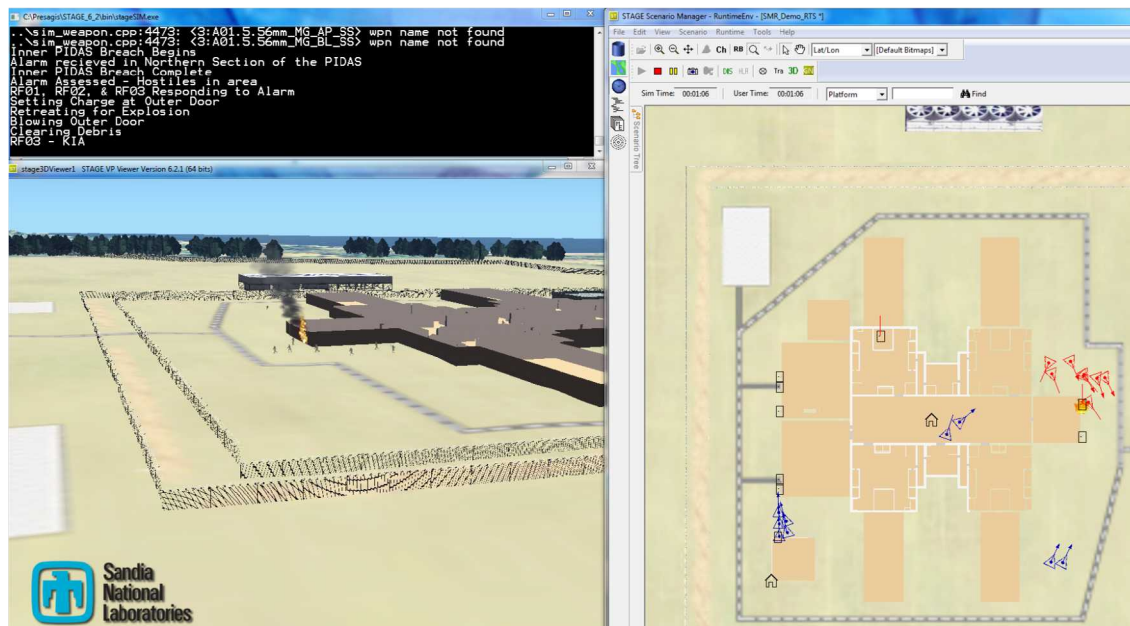 C:\Presagis\STAGE_6_2\bin\stageSIM.exe
..\sim_weapon.cpp:4473: <3:A01.5.56mm_MG_AP_SS> wpn name not found
..\sim_weapon.cpp:4473: <3:A01.5.56mm_MG_BL_SS> wpn name not found
Inner PIDAS Breach Begins
Alarm recieved in Northern Section of the PIDAS
Inner PIDAS Breach Complete
Alarm Assessed - Hostiles in area
RF01, RF02, & RF03 Responding to Alarm
Setting Charge at Outer Door
Retreating for Explosion
Blowing Outer Door
Clearing Debris
RF03 - KIA
stage3DViewer1 STAGE VP Viewer Version 6.2.1 (64 bits)
Sandia
National
Laboratories
STAGE Scenario Manager - RuntimeEnv - [SMR_Demo_RTS *]
File Edit View Scenario Runtime Tools Help
Ch RB Lat/Lon [Default Bitmaps]
DIS HLA Tra 3D
Sim Time: 00:01:06 User Time: 00:01:06 Platform Find
Scenario Tree